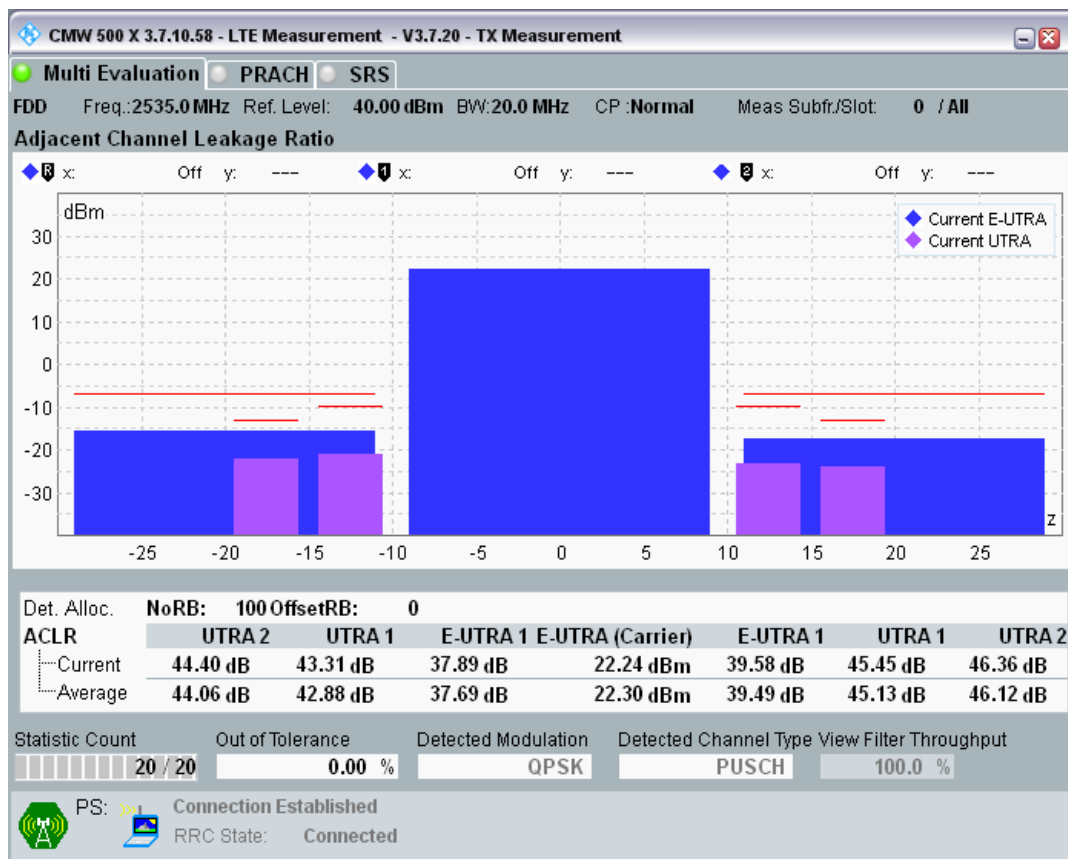 CMW 500 X 3.7.10.58 - LTE Measurement - V3.7.20 - TX Measurement
Multi Evaluation PRACH SRS
FDD Freq.:2535.0 MHz Ref. Level: 40.00 dBm BW:20.0 MHz CP :Normal Meas Subfr./Slot: 0 / All
Adjacent Channel Leakage Ratio
R x: Off y: --- 1 x: Off y: --- 2 x: Off y: ---
dBm
Current E-UTRA
Current UTRA
30
20
10
0
-10
-20
-30
z
-25 -20 -15 -10 -5 0 5 10 15 20 25
Det. Alloc. NoRB: 100 OffsetRB: 0
ACLR UTRA 2 UTRA 1 E-UTRA 1 E-UTRA (Carrier) E-UTRA 1 UTRA 1 UTRA 2
Current 44.40 dB 43.31 dB 37.89 dB 22.24 dBm 39.58 dB 45.45 dB 46.36 dB
Average 44.06 dB 42.88 dB 37.69 dB 22.30 dBm 39.49 dB 45.13 dB 46.12 dB
Statistic Count Out of Tolerance Detected Modulation Detected Channel Type View Filter Throughput
20 / 20 0.00 % QPSK PUSCH 100.0 %
PS: Connection Established
RRC State: Connected